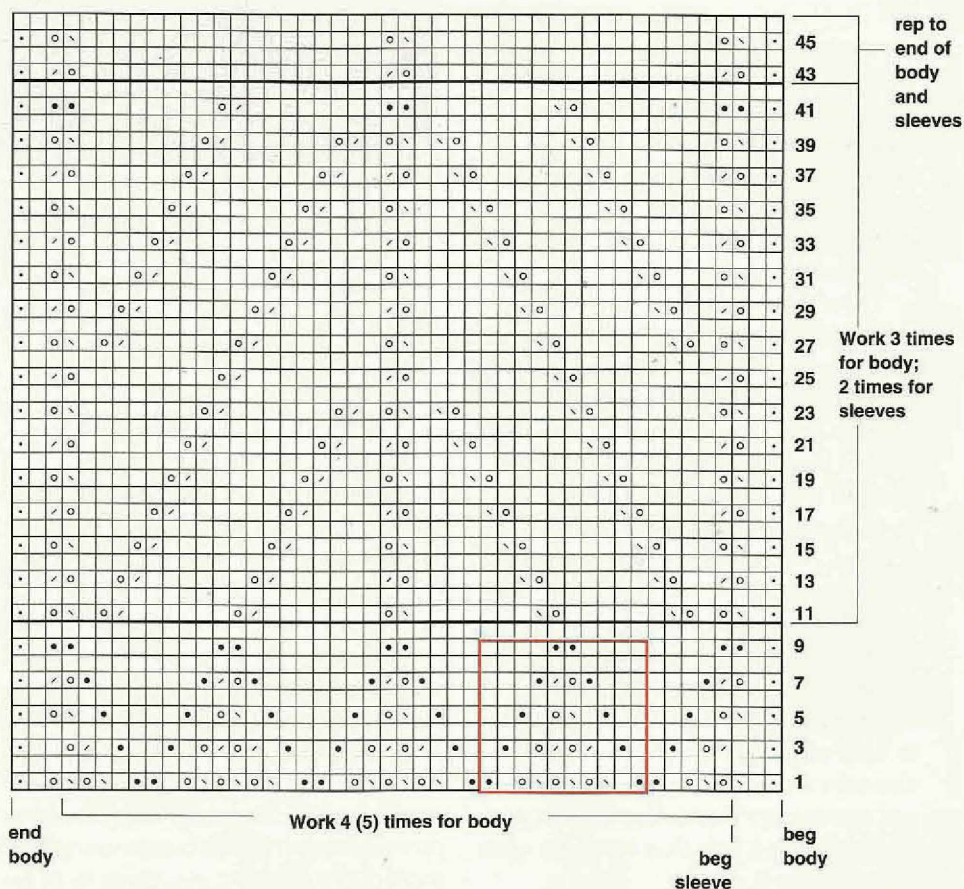 rep to
end of
body
and
sleeves
45
43
41
39
37
35
33
31
29
27
25
23
21
19
17
15
13
11
9
7
5
3
1
Work 3 times
for body;
2 times for
sleeves
Work 4 (5) times for body
end
body
beg
sleeve
beg
body